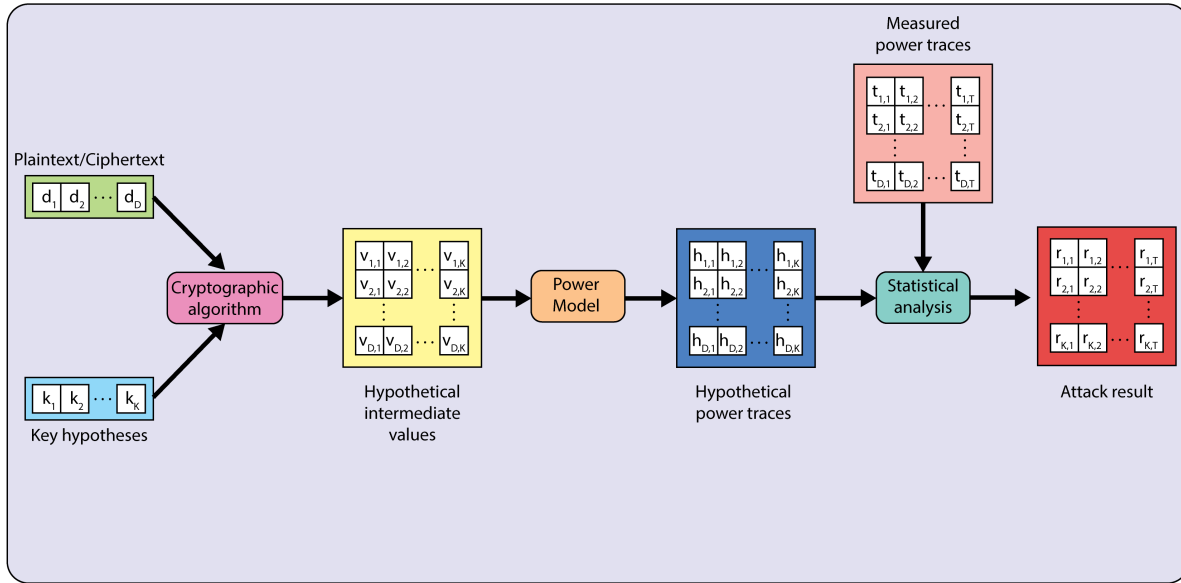 Measured
power traces
t1,1 t1,2 ... t1,T
t2,1 t2,2 ... t2,T
⋮ ⋮
tD,1 tD,2 ... tD,T
Plaintext/Ciphertext
d1 d2 ... dD
Cryptographic
algorithm
k1 k2 ... kK
Key hypotheses
v1,1 v1,2 ... v1,K
v2,1 v2,2 v2,K
⋮ ⋮
vD,1 vD,2 ... vD,K
Hypothetical
intermediate
values
Power
Model
h1,1 h1,2 ... h1,K
h2,1 h2,2 h2,K
⋮ ⋮
hD,1 hD,2 ... hD,K
Hypothetical
power traces
Statistical
analysis
r1,1 r1,2 ... r1,T
r2,1 r2,2 r2,T
⋮ ⋮
rK,1 rK,2 ... rK,T
Attack result